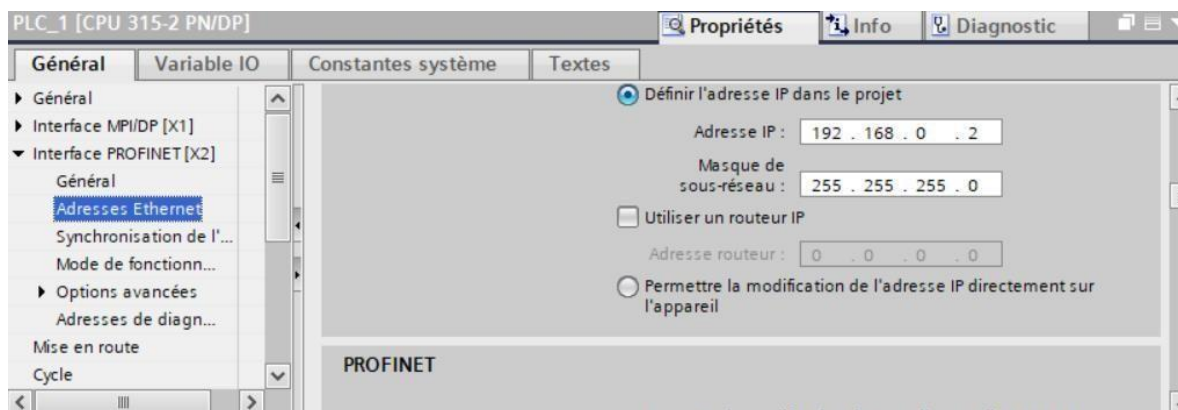 PLC_1 [CPU 315-2 PN/DP]
Propriétés Info Diagnostic
Général Variable IO Constantes système Textes
Général
Interface MPI/DP [X1]
Interface PROFINET [X2]
Général
Adresses Ethernet
Synchronisation de l'...
Mode de fonctionn...
Options avancées
Adresses de diagn...
Mise en route
Cycle
Définir l'adresse IP dans le projet
Adresse IP : 192 . 168 . 0 . 2
Masque de
sous-réseau : 255 . 255 . 255 . 0
Utiliser un routeur IP
Adresse routeur : 0 . 0 . 0 . 0
Permettre la modification de l'adresse IP directement sur
l'appareil
PROFINET